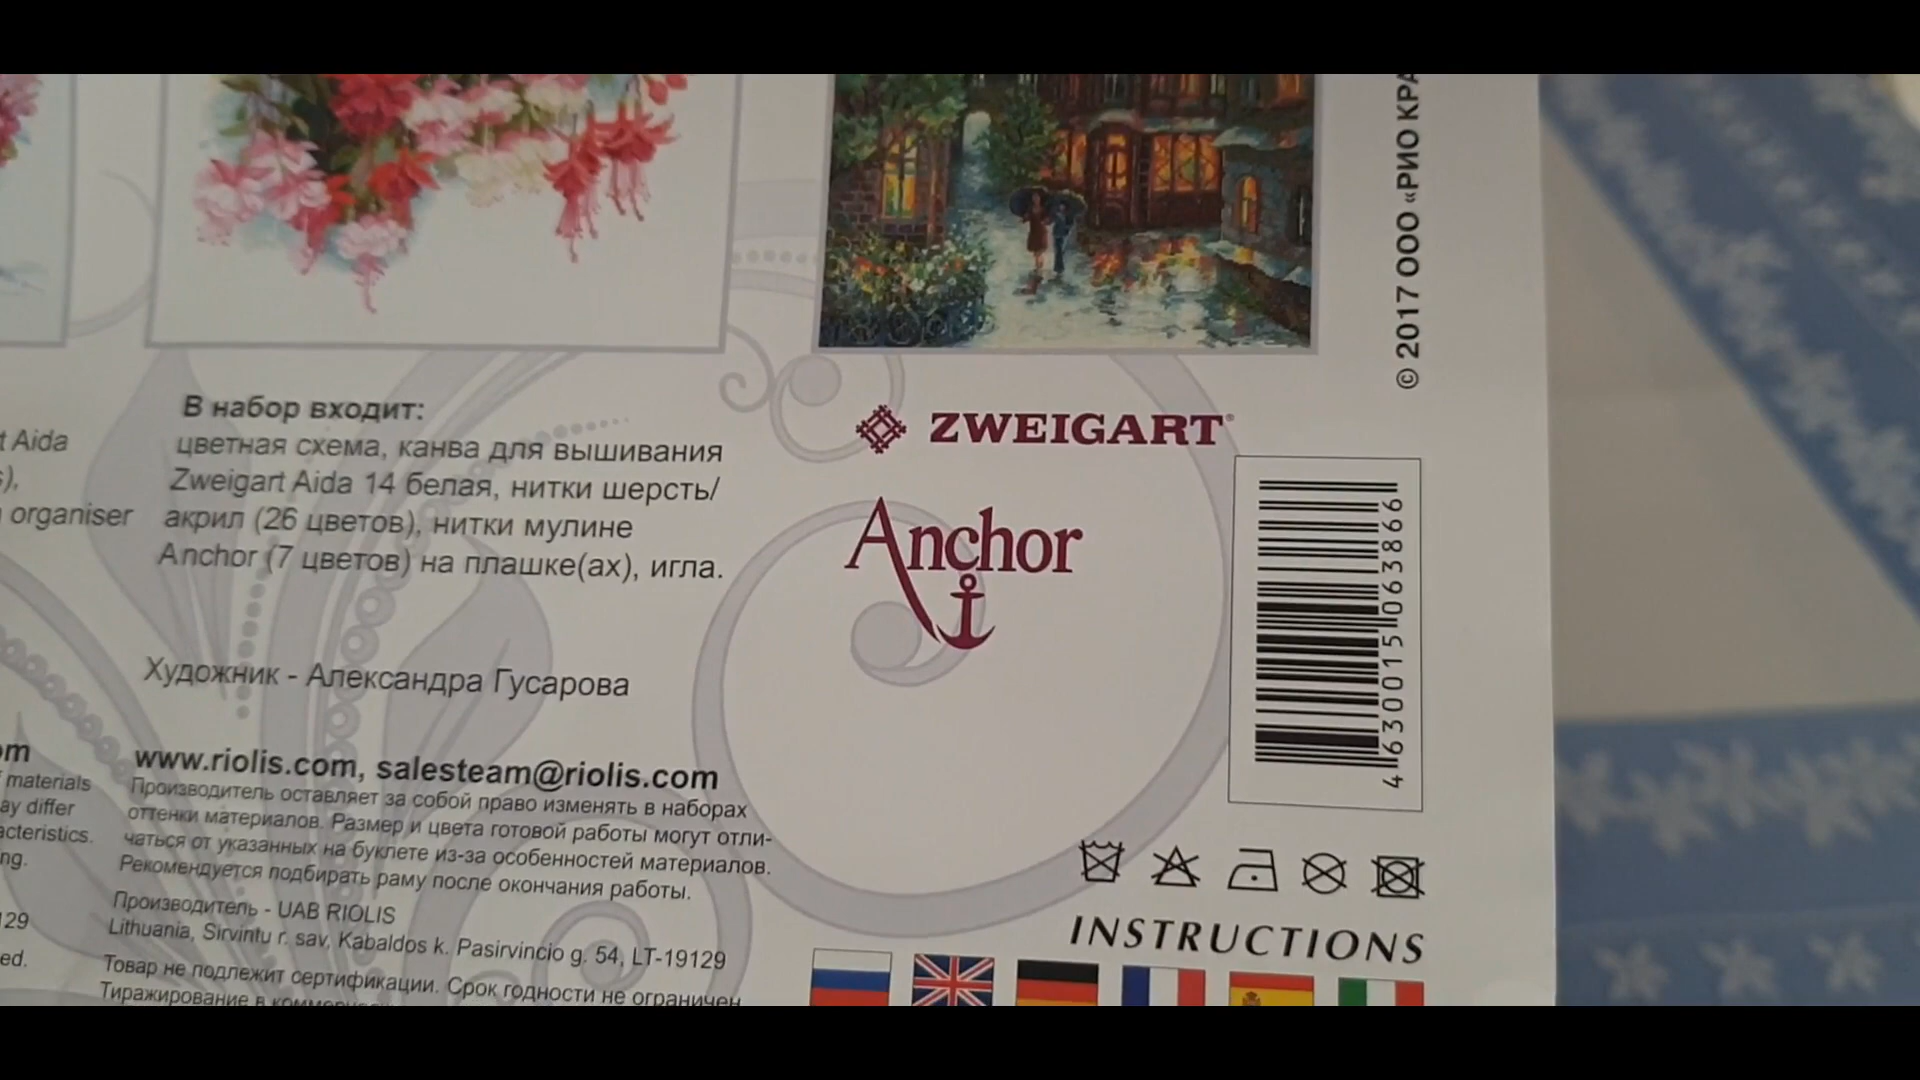 © 2017 ООО «РИО КРА
ZWEIGART®
Anchor
4630015063866
В набор входит:
цветная схема, канва для вышивания
Zweigart Aida 14 белая, нитки шерсть/
акрил (26 цветов), нитки мулине
Anchor (7 цветов) на плашке(ах), игла.
t Aida
s),
organiser
Художник - Александра Гусарова
om
materials
ay differ
acteristics.
ng.
129
ed.
www.riolis.com, salesteam@riolis.com
Производитель оставляет за собой право изменять в наборах
оттенки материалов. Размер и цвета готовой работы могут отли-
чаться от указанных на буклете из-за особенностей материалов.
Рекомендуется подбирать раму после окончания работы.
Производитель - UAB RIOLIS
Lithuania, Sirvintu r. sav, Kabaldos k. Pasirvincio g. 54, LT-19129
Товар не подлежит сертификации. Срок годности не ограничен
Тиражирование в
INSTRUCTIONS